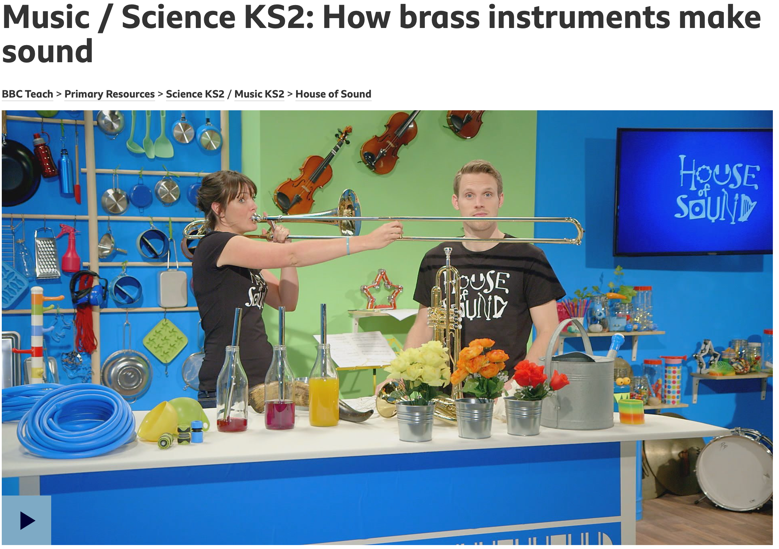 Music / Science KS2: How brass instruments make
sound
BBC Teach > Primary Resources > Science KS2 / Music KS2 > House of Sound
HOUSE
of
SOUND
HOUSE
of
SOUND